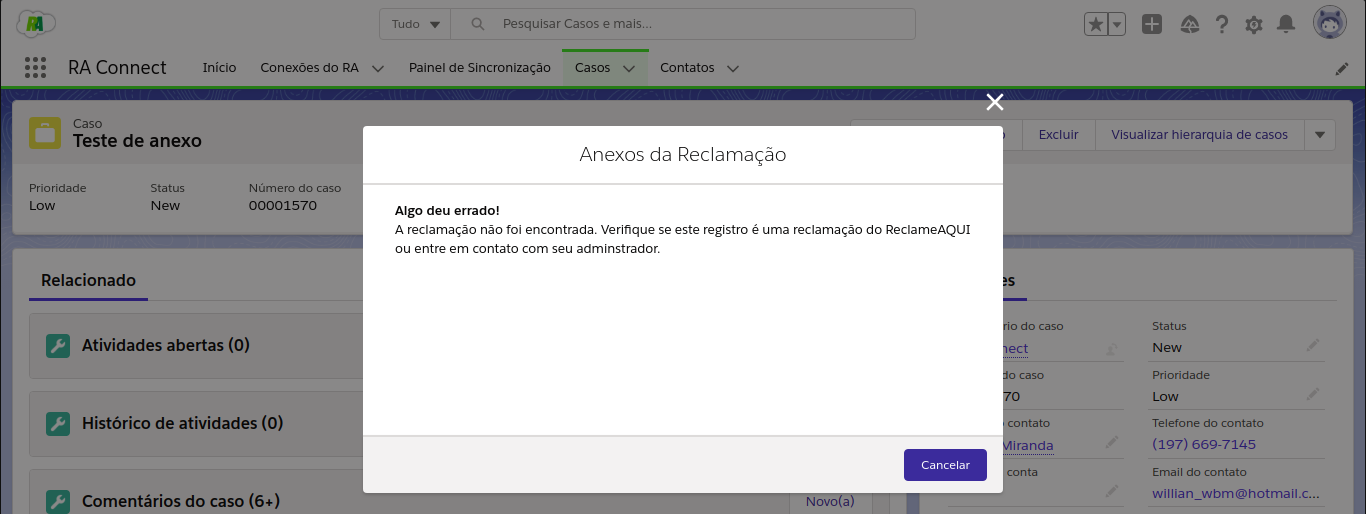 RA
Tudo
Pesquisar Casos e mais...
RA Connect
Início
Conexões do RA
Painel de Sincronização
Casos
Contatos
Caso
Teste de anexo
Excluir
Visualizar hierarquia de casos
Prioridade
Low
Status
New
Número do caso
00001570
Anexos da Reclamação
Algo deu errado!
A reclamação não foi encontrada. Verifique se este registro é uma reclamação do ReclameAQUI
ou entre em contato com seu adminstrador.
Cancelar
Relacionado
Atividades abertas (0)
Histórico de atividades (0)
Comentários do caso (6+)
Novo(a)
es
rio do caso
nect
do caso
70
contato
Miranda
conta
Status
New
Prioridade
Low
Telefone do contato
(197) 669-7145
Email do contato
willian_wbm@hotmail.c...